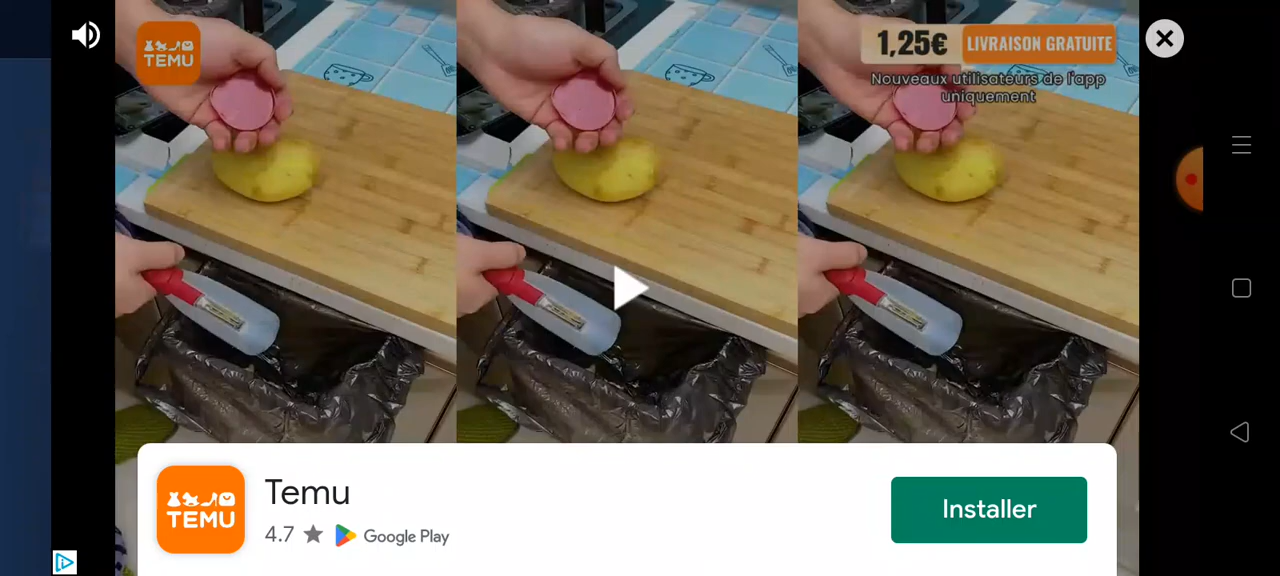 TEMU
1,25€ LIVRAISON GRATUITE
Nouveaux utilisateurs de l'app
uniquement
Temu
TEMU
4.7 ★ Google Play
Installer